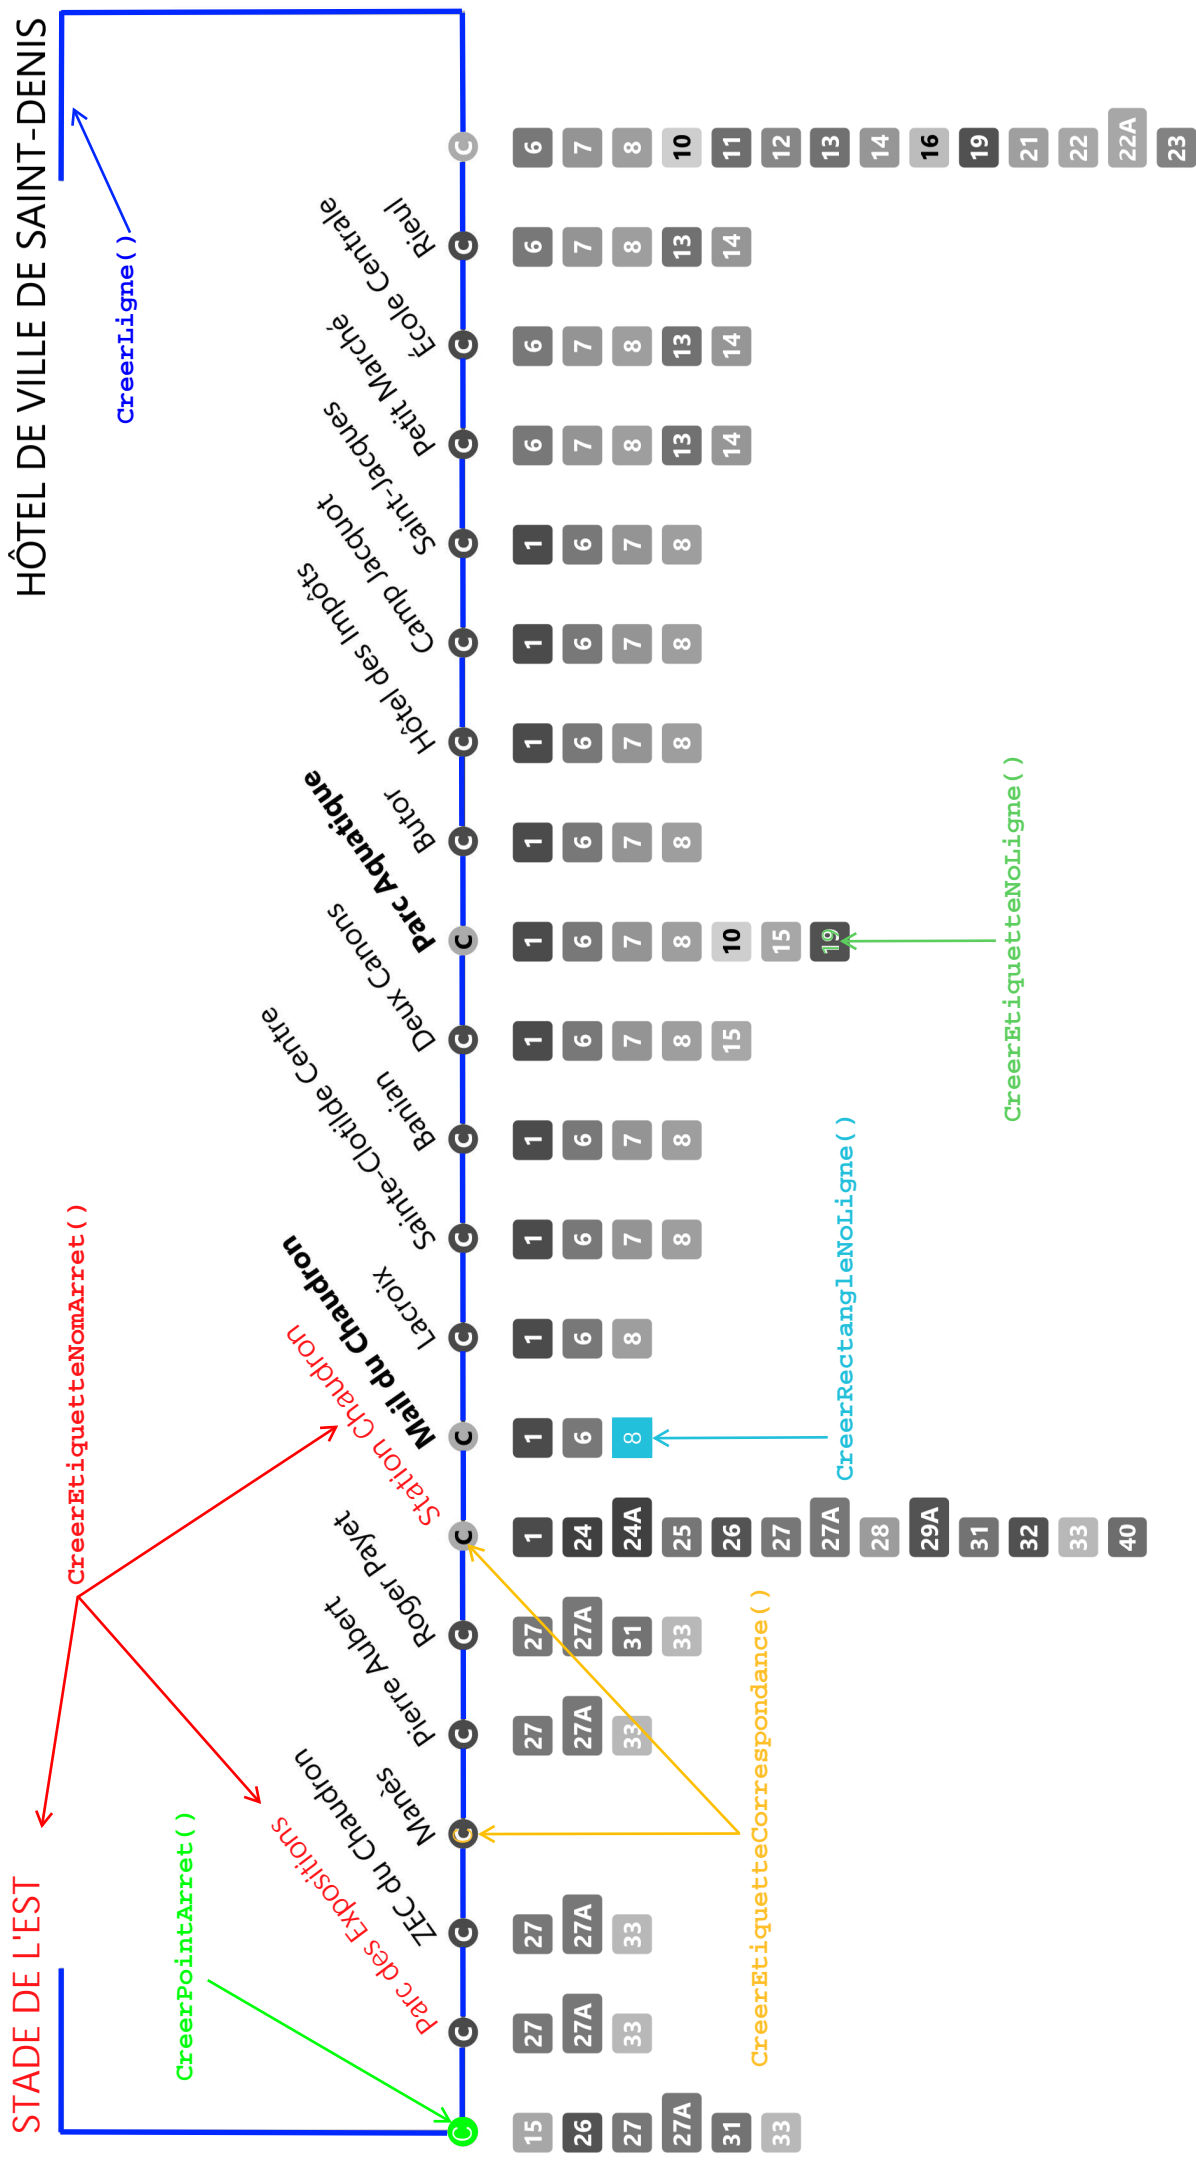 STADE DE L'EST
HÔTEL DE VILLE DE SAINT-DENIS
CreerEtiquetteNomArret()
CreerLigne()
CreerPointArret()
Parc des Expositions
ZEC du Chaudron
Manès
Pierre Aubert
Roger Payet
Station Chaudron
Mail du Chaudron
Lacroix
Sainte-Clotilde Centre
Banian
Deux Canons
Parc Aquatique
Butor
Hôtel des Impôts
Camp Jacquot
Saint-Jacques
Petit Marché
École Centrale
Rieul
C C C C C C C C C C C C C C C C C C C C C
15 26 27 27A 31 33
27 27A 33
27 27A 33
27 27A 33
27 27A 31 33
1 24 24A 25 26 27 27A 28 29A 31 32 33 40
1 6 8
1 6 8
1 6 7 8
1 6 7 8
1 6 7 8 15
1 6 7 8 10 15 19
1 6 7 8
1 6 7 8
1 6 7 8
1 6 7 8
6 7 8 13 14
6 7 8 13 14
6 7 8 13 14
6 7 8 10 11 12 13 14 16 19 21 22 22A 23
CreerEtiquetteCorrespondance()
CreerRectangleNoLigne()
CreerEtiquetteNoLigne()